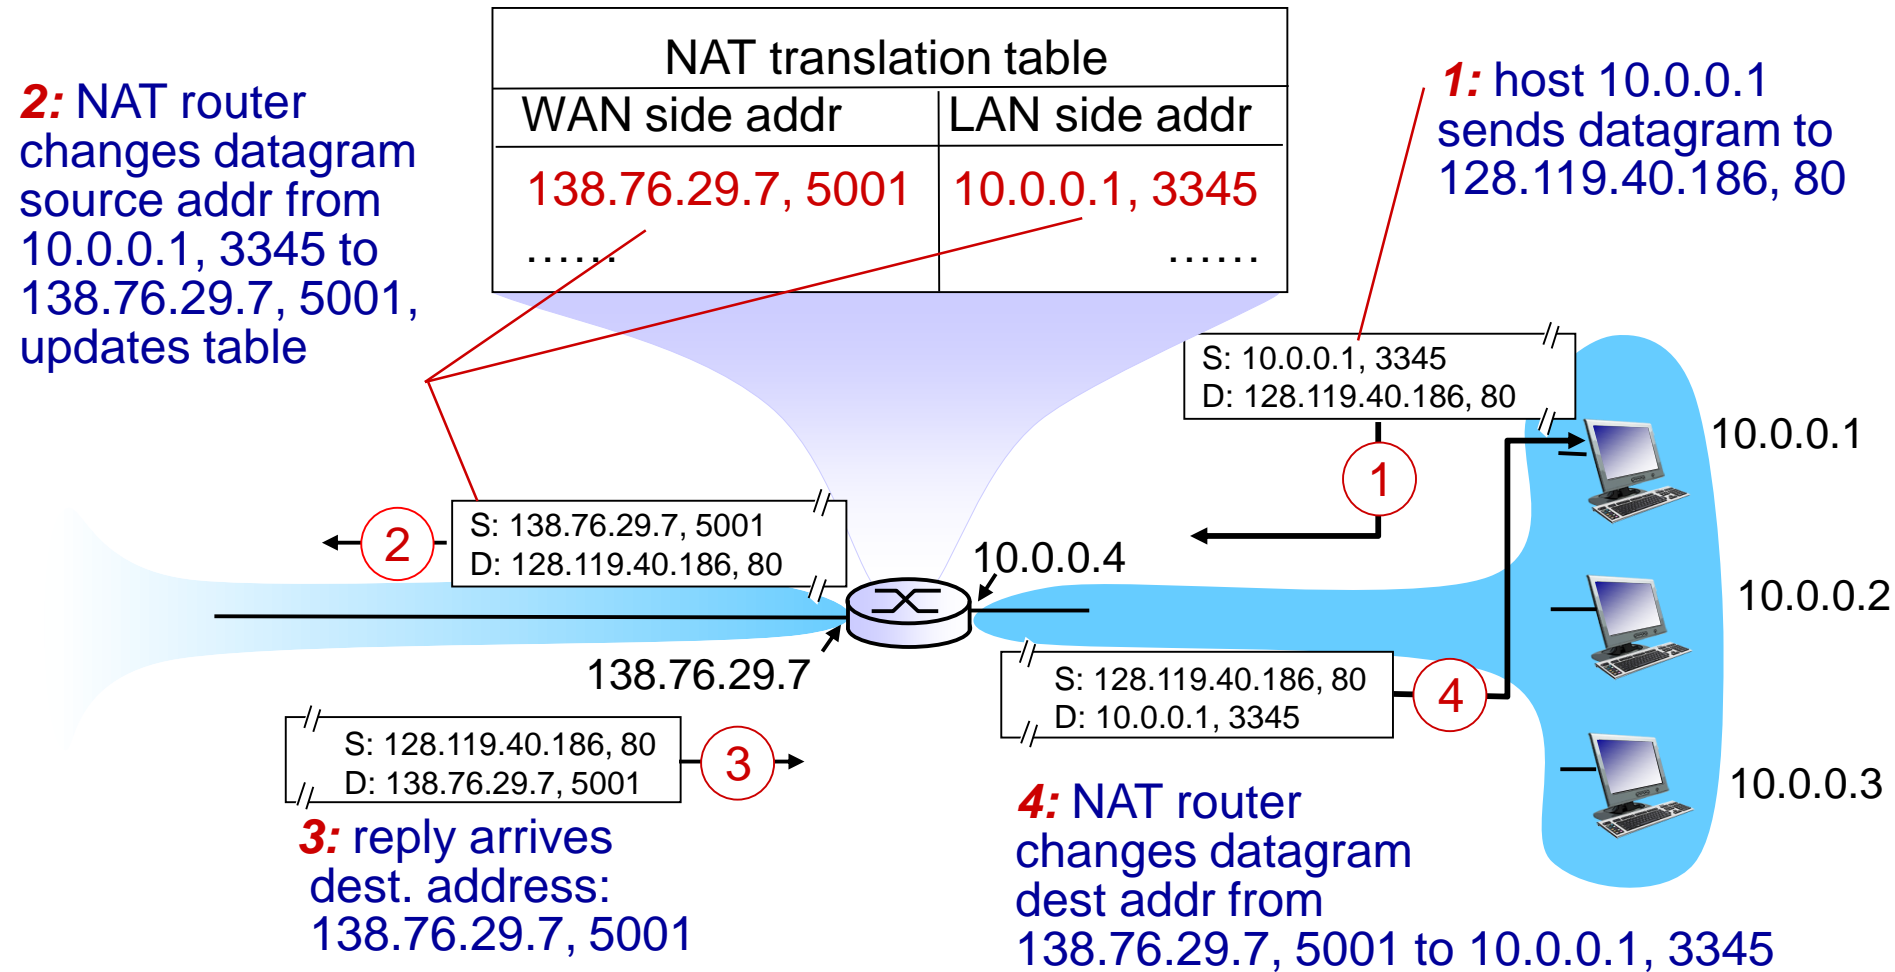 NAT translation table
WAN side addr LAN side addr
138.76.29.7, 5001 10.0.0.1, 3345
...... ......
2: NAT router
changes datagram
source addr from
10.0.0.1, 3345 to
138.76.29.7, 5001,
updates table
1: host 10.0.0.1
sends datagram to
128.119.40.186, 80
S: 10.0.0.1, 3345
D: 128.119.40.186, 80
1
10.0.0.1
S: 138.76.29.7, 5001
D: 128.119.40.186, 80
2
10.0.0.4
10.0.0.2
138.76.29.7
S: 128.119.40.186, 80
D: 10.0.0.1, 3345
4
S: 128.119.40.186, 80
D: 138.76.29.7, 5001
3
10.0.0.3
3: reply arrives
dest. address:
138.76.29.7, 5001
4: NAT router
changes datagram
dest addr from
138.76.29.7, 5001 to 10.0.0.1, 3345